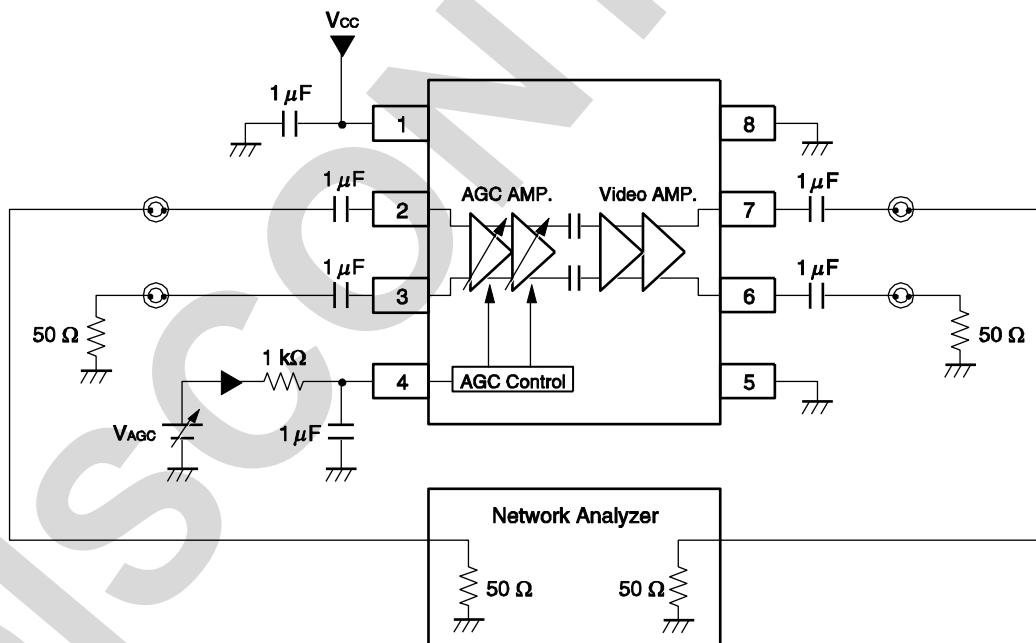 VCC
1 μF
1
8
1 μF
2
AGC AMP.
Video AMP.
7
1 μF
1 μF
3
6
1 μF
50 Ω
50 Ω
1 kΩ
4
AGC Control
5
VAGC
1 μF
Network Analyzer
50 Ω
50 Ω
ISCON